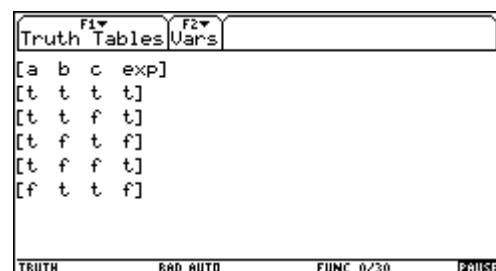 F1▼ F2▼
Truth Tables Vars
[a b c exp]
[t t t t]
[t t f t]
[t f t f]
[t f f t]
[f t t f]
TRUTH RAD AUTO FUNC 0/30 PAUSE